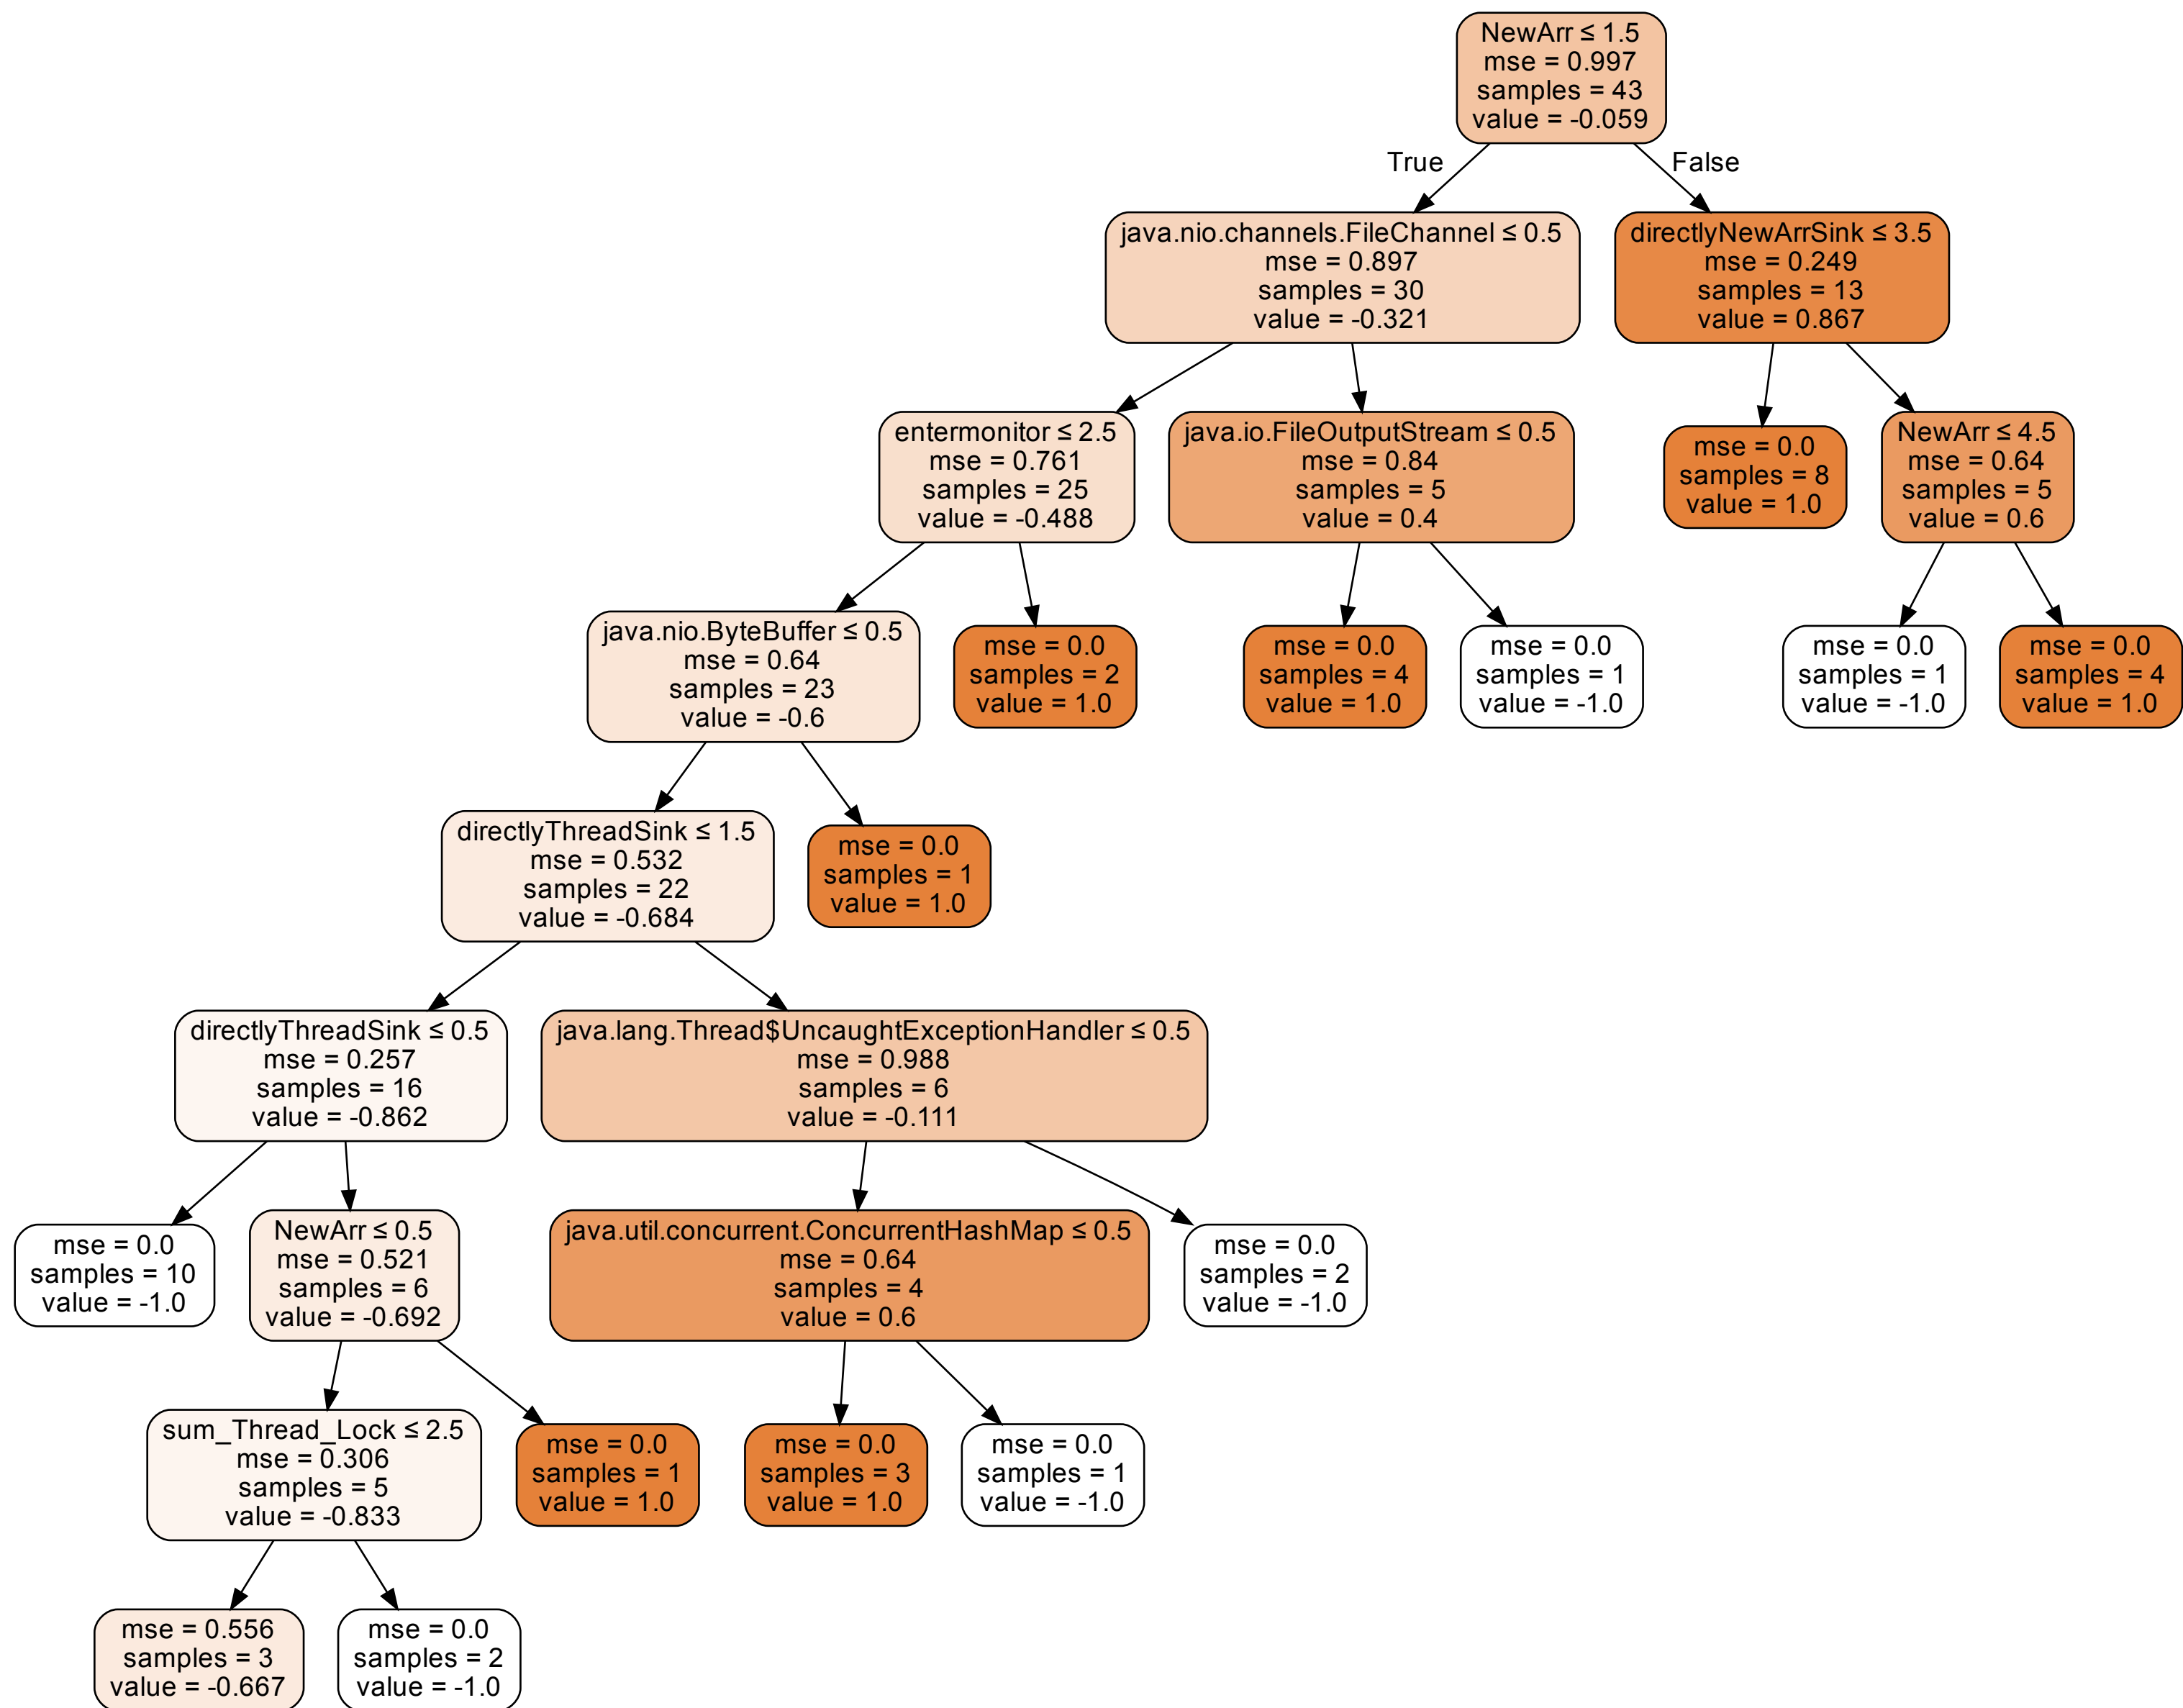 NewArr ≤ 1.5
mse = 0.997
samples = 43
value = -0.059
True
False
java.nio.channels.FileChannel ≤ 0.5
mse = 0.897
samples = 30
value = -0.321
directlyNewArrSink ≤ 3.5
mse = 0.249
samples = 13
value = 0.867
entermonitor ≤ 2.5
mse = 0.761
samples = 25
value = -0.488
java.io.FileOutputStream ≤ 0.5
mse = 0.84
samples = 5
value = 0.4
mse = 0.0
samples = 8
value = 1.0
NewArr ≤ 4.5
mse = 0.64
samples = 5
value = 0.6
java.nio.ByteBuffer ≤ 0.5
mse = 0.64
samples = 23
value = -0.6
mse = 0.0
samples = 2
value = 1.0
mse = 0.0
samples = 4
value = 1.0
mse = 0.0
samples = 1
value = -1.0
mse = 0.0
samples = 1
value = -1.0
mse = 0.0
samples = 4
value = 1.0
directlyThreadSink ≤ 1.5
mse = 0.532
samples = 22
value = -0.684
mse = 0.0
samples = 1
value = 1.0
directlyThreadSink ≤ 0.5
mse = 0.257
samples = 16
value = -0.862
java.lang.Thread$UncaughtExceptionHandler ≤ 0.5
mse = 0.988
samples = 6
value = -0.111
mse = 0.0
samples = 10
value = -1.0
NewArr ≤ 0.5
mse = 0.521
samples = 6
value = -0.692
java.util.concurrent.ConcurrentHashMap ≤ 0.5
mse = 0.64
samples = 4
value = 0.6
mse = 0.0
samples = 2
value = -1.0
sum_Thread_Lock ≤ 2.5
mse = 0.306
samples = 5
value = -0.833
mse = 0.0
samples = 1
value = 1.0
mse = 0.0
samples = 3
value = 1.0
mse = 0.0
samples = 1
value = -1.0
mse = 0.556
samples = 3
value = -0.667
mse = 0.0
samples = 2
value = -1.0